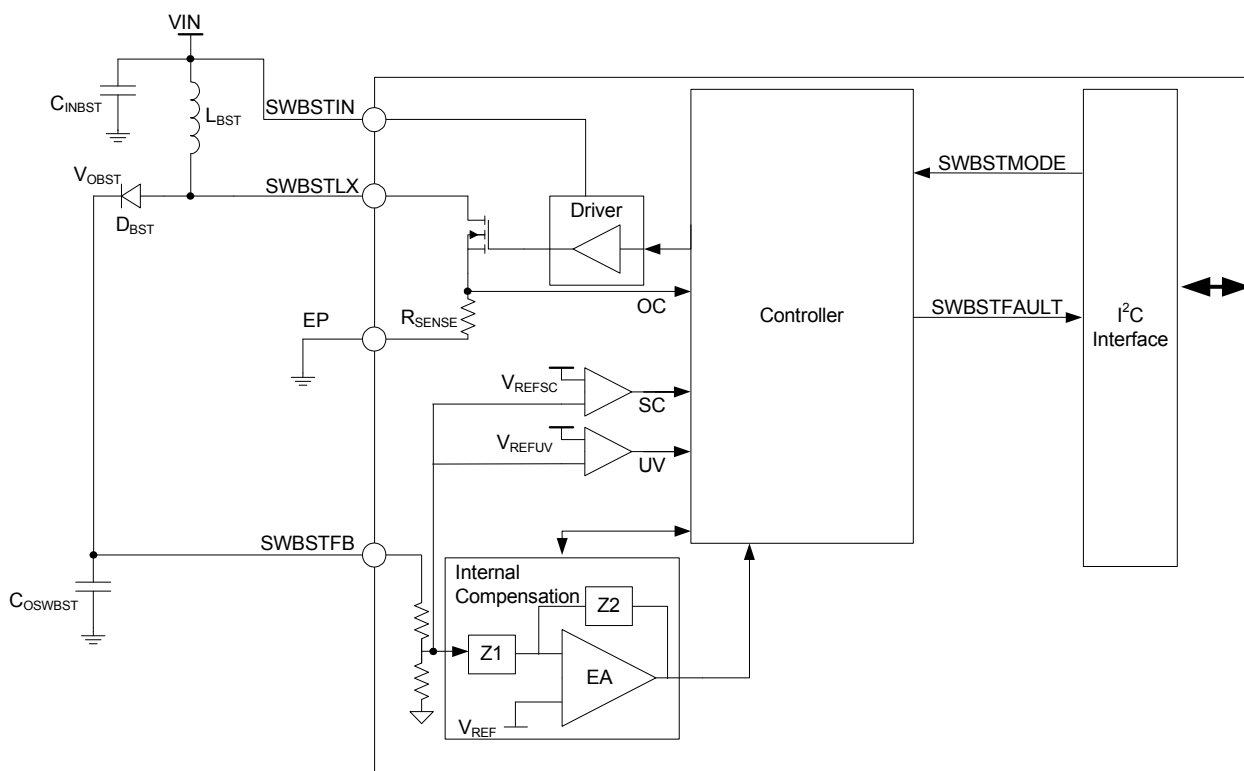 VIN
CINBST
LBST
SWBSTIN
VOBST
DBST
SWBSTLX
Driver
SWBSTMODE
OC
EP
RSENSE
Controller
SWBSTFAULT
I2C
Interface
VREFSC
SC
VREFUV
UV
SWBSTFB
Internal
Compensation
Z2
COSWBST
Z1
EA
VREF